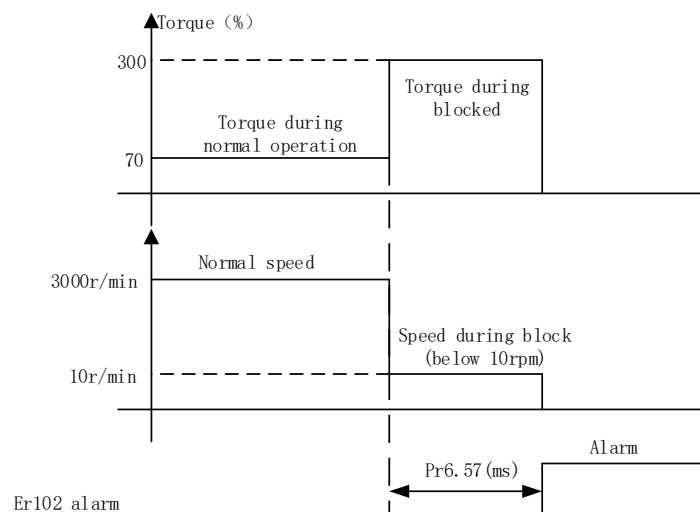 Torque（%）
300
Torque during
blocked
Torque during
normal operation
70
Normal speed
3000r/min
Speed during block
(below 10rpm)
10r/min
Alarm
Pr6.57(ms)
Er102 alarm